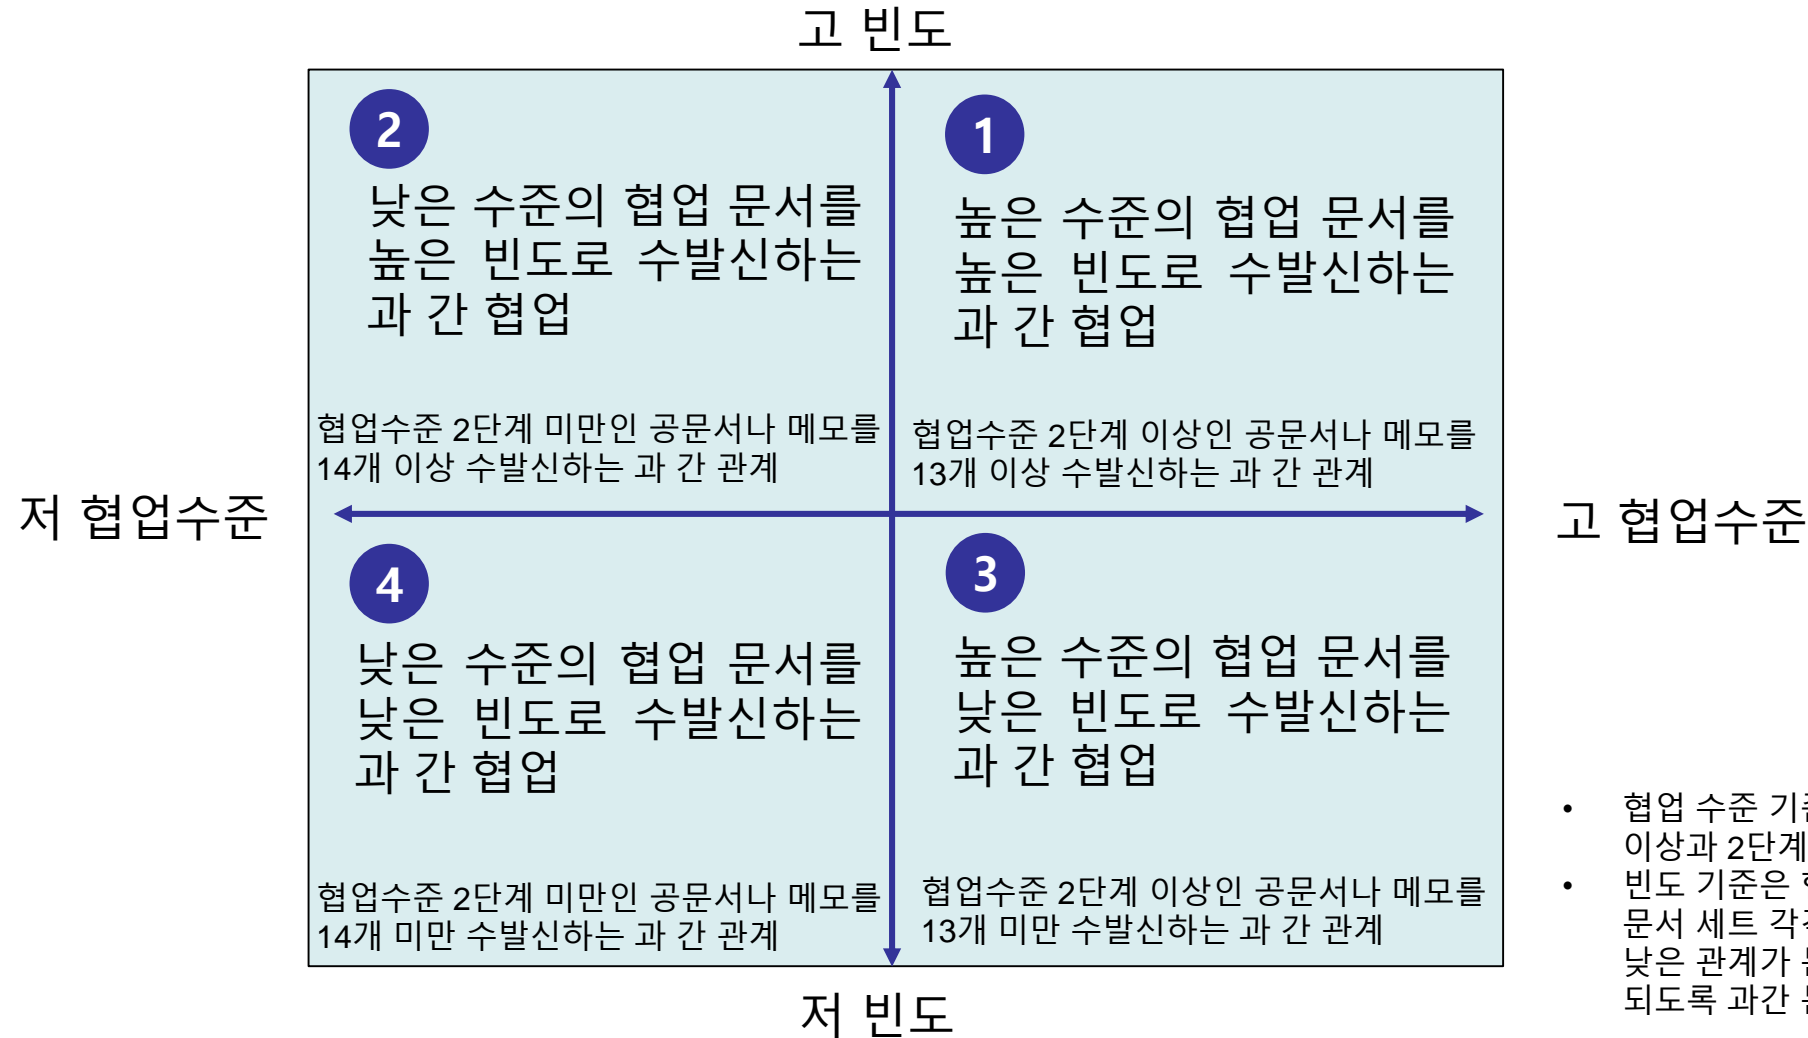 고 빈도
2
낮은 수준의 협업 문서를
높은 빈도로 수발신하는
과 간 협업
협업수준 2단계 미만인 공문서나 메모를
14개 이상 수발신하는 과 간 관계
1
높은 수준의 협업 문서를
높은 빈도로 수발신하는
과 간 협업
협업수준 2단계 이상인 공문서나 메모를
13개 이상 수발신하는 과 간 관계
저 협업수준
고 협업수준
4
낮은 수준의 협업 문서를
낮은 빈도로 수발신하는
과 간 협업
협업수준 2단계 미만인 공문서나 메모를
14개 미만 수발신하는 과 간 관계
3
높은 수준의 협업 문서를
낮은 빈도로 수발신하는
과 간 협업
협업수준 2단계 이상인 공문서나 메모를
13개 미만 수발신하는 과 간 관계
저 빈도
• 협업 수준
이상과 2단계
• 빈도 기준은
문서 세트
낮은 관계가
되도록 과간